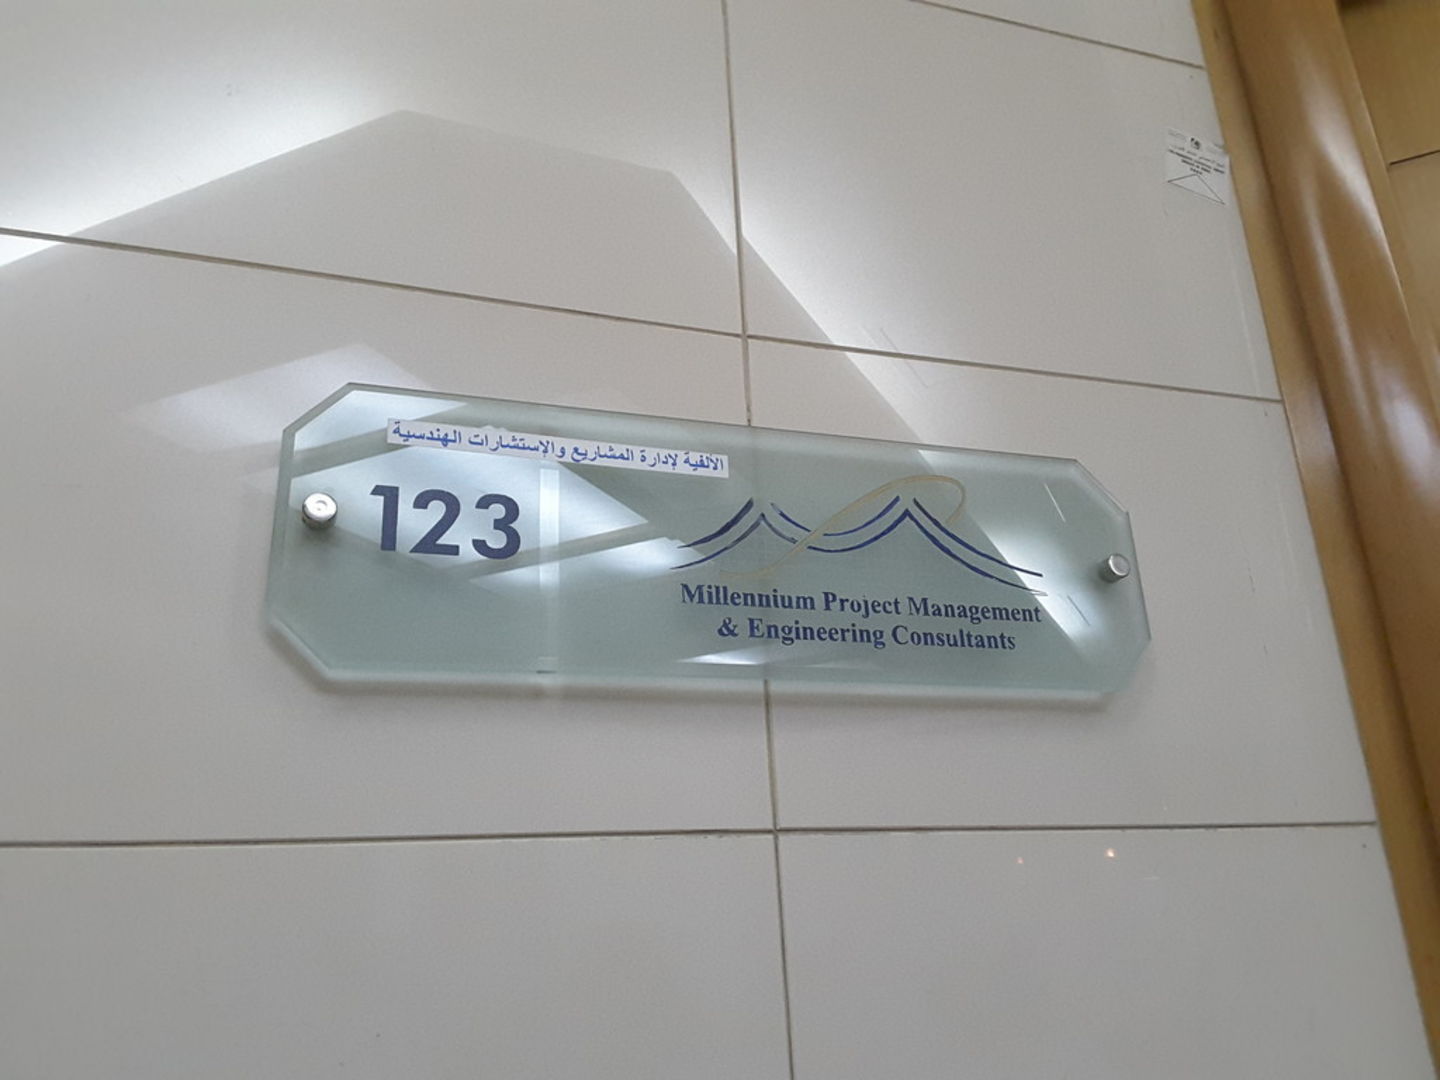 الألفية لإدارة المشاريع والإستشارات الهندسية
123
Millennium Project Management
& Engineering Consultants